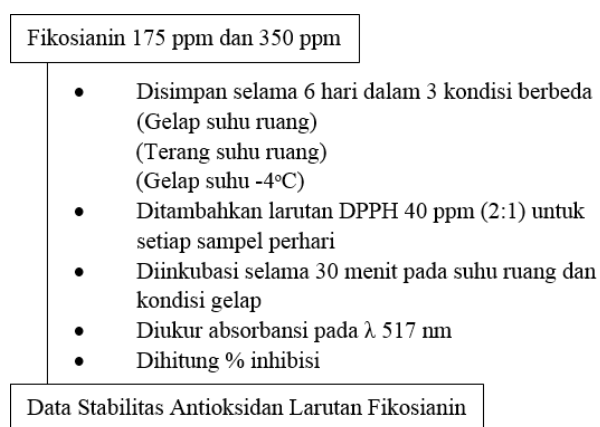 Fikosianin 175 ppm dan 350 ppm
• Disimpan selama 6 hari dalam 3 kondisi berbeda
(Gelap suhu ruang)
(Terang suhu ruang)
(Gelap suhu -4°C)
• Ditambahkan larutan DPPH 40 ppm (2:1) untuk
setiap sampel perhari
• Diinkubasi selama 30 menit pada suhu ruang dan
kondisi gelap
• Diukur absorbansi pada λ 517 nm
• Dihitung % inhibisi
Data Stabilitas Antioksidan Larutan Fikosianin